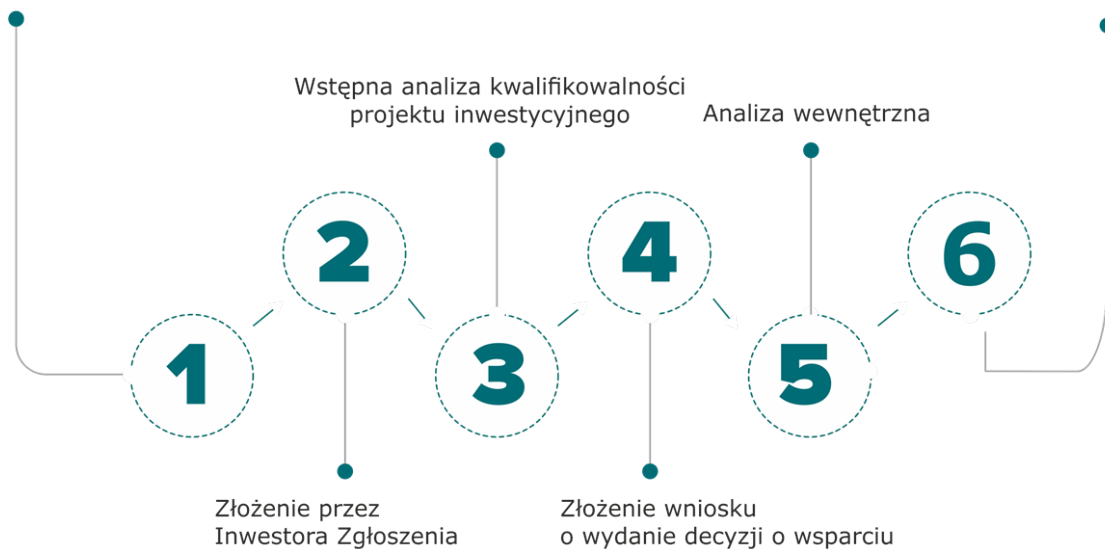 Wstępna analiza kwalifikowalności
projektu inwestycyjnego
Analiza wewnętrzna
1
2
3
4
5
6
Złożenie przez
Inwestora Zgłoszenia
Złożenie wniosku
o wydanie decyzji o wsparciu